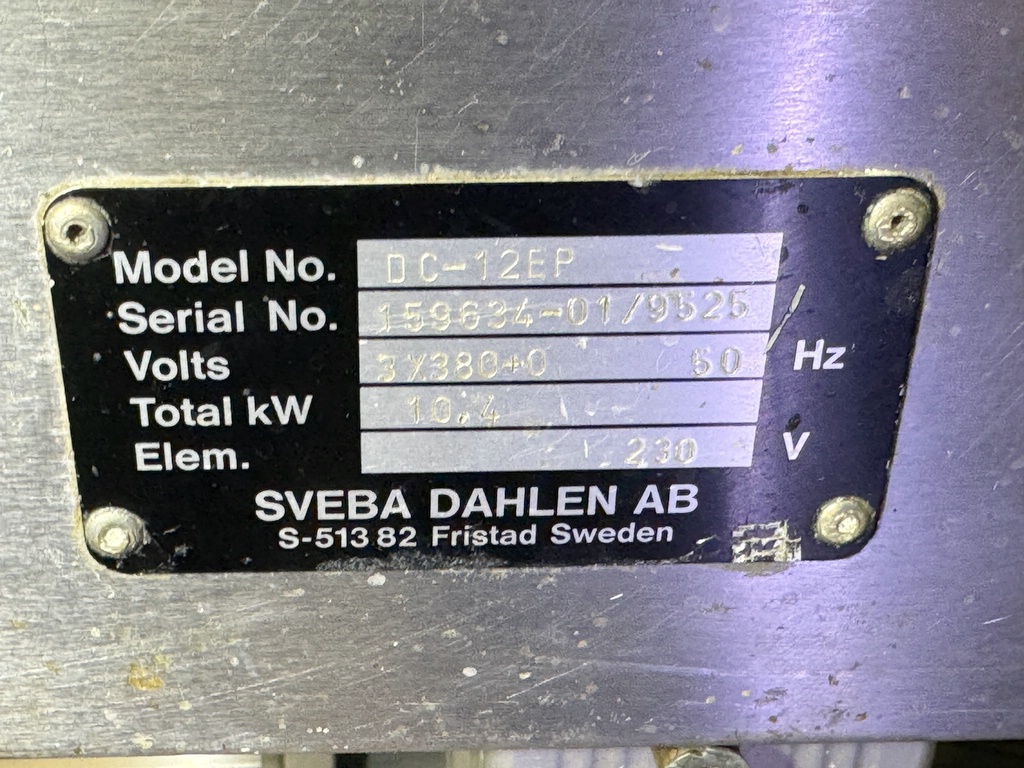 Model No. DC-12EP
Serial No. 159634-01/9525
Volts 3X380+0 50 Hz
Total kW 10.4
Elem. 230 V
SVEBA DAHLEN AB
S-513 82 Fristad Sweden